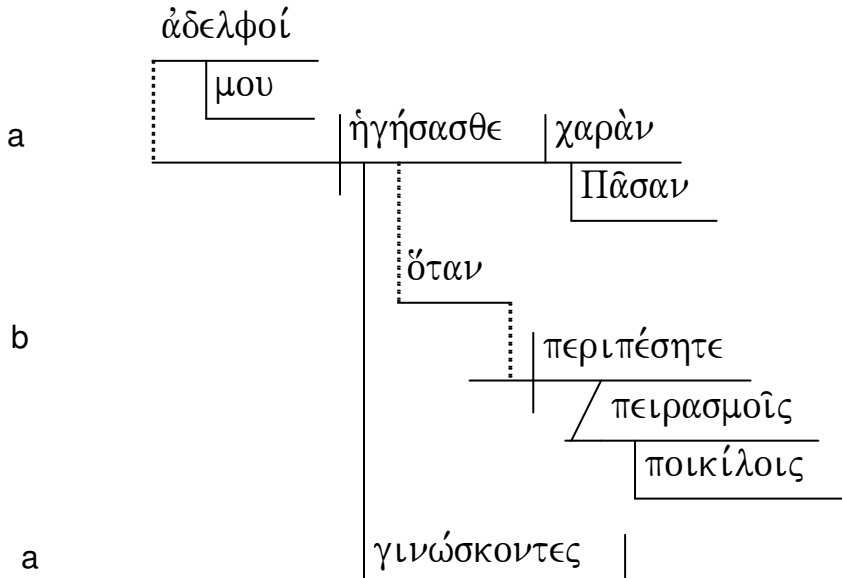 ἀδελφοί
μου
a ἡγήσασθε χαρὰν
Πᾶσαν
ὅταν
b περιπέσητε
πειρασμοῖς
ποικίλοις
a γινώσκοντες